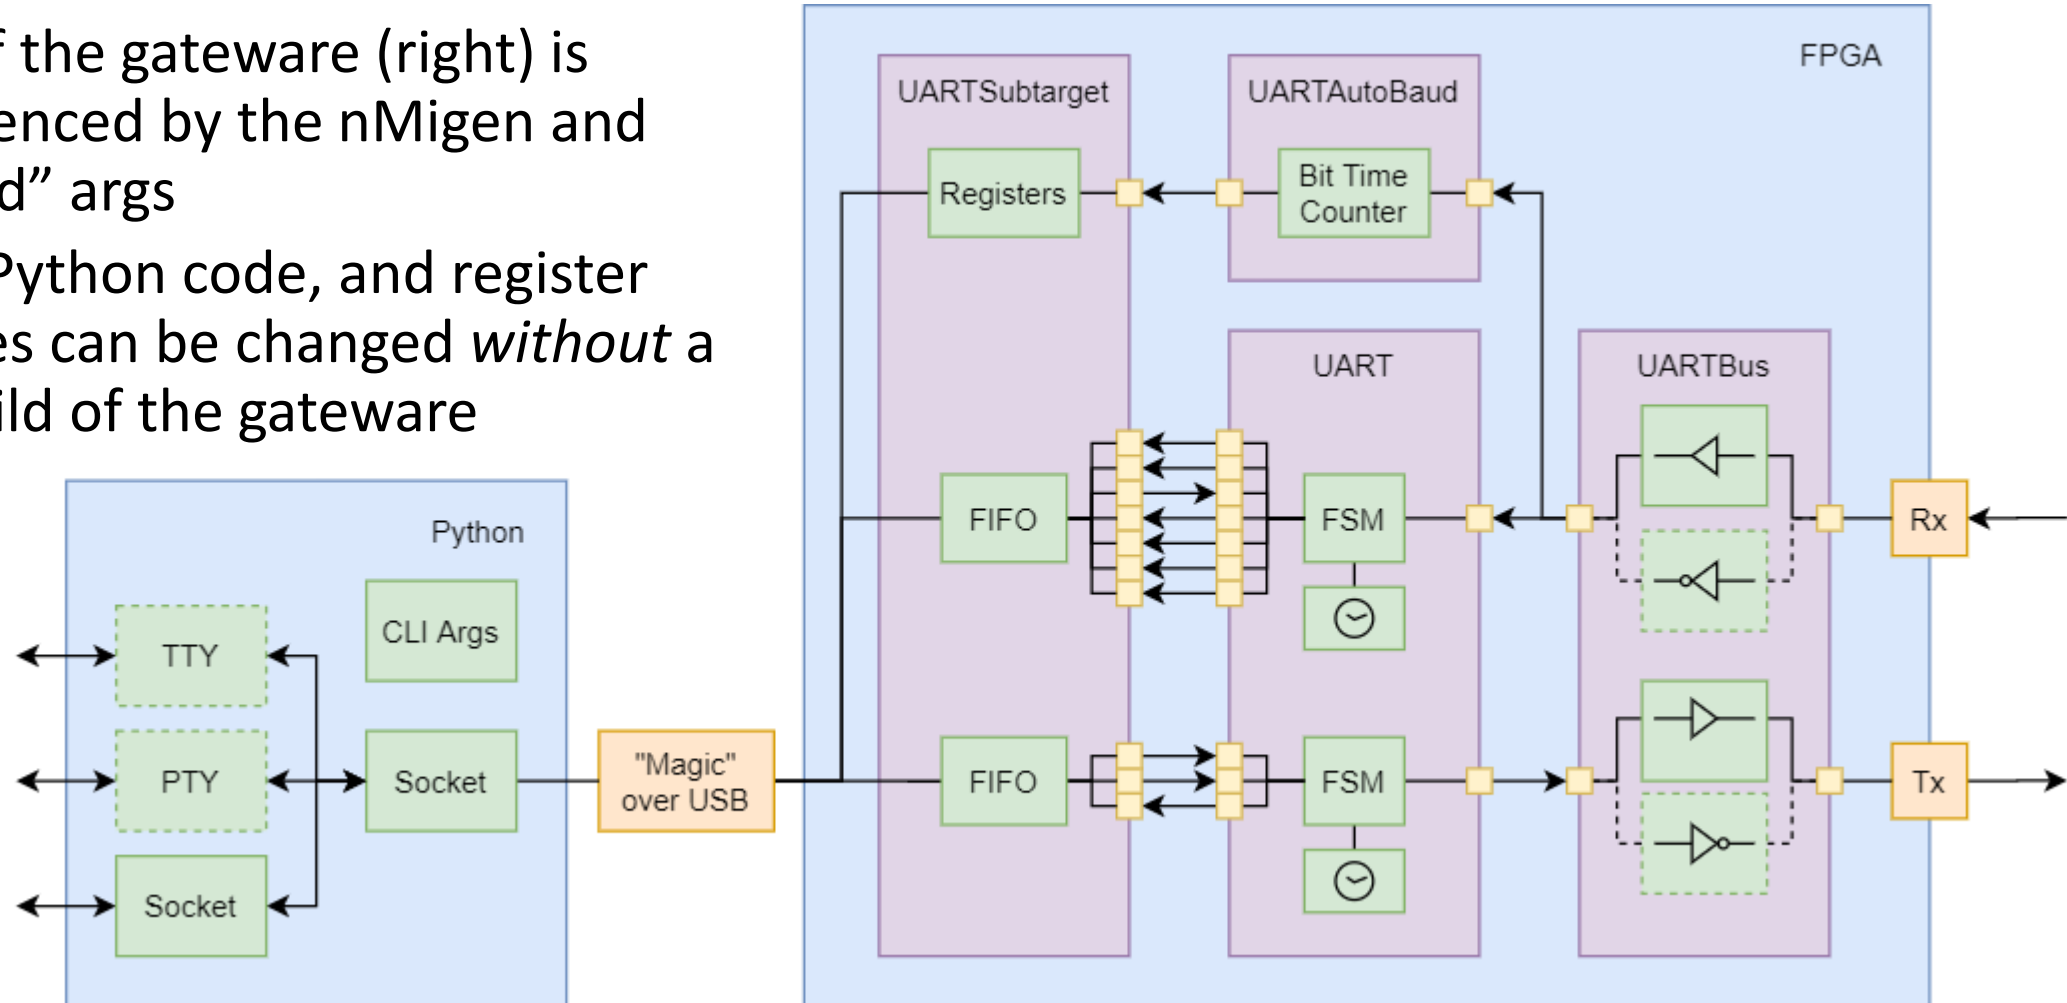 f the gateware (right) is
enced by the nMigen and
d” args
Python code, and register
es can be changed without a
ild of the gateware
FPGA
UARTSubtarget
UARTAutoBaud
Registers
Bit Time
Counter
UART
UARTBus
FIFO
FSM
Rx
Python
CLI Args
TTY
PTY
Socket
Socket
"Magic"
over USB
FIFO
FSM
Tx